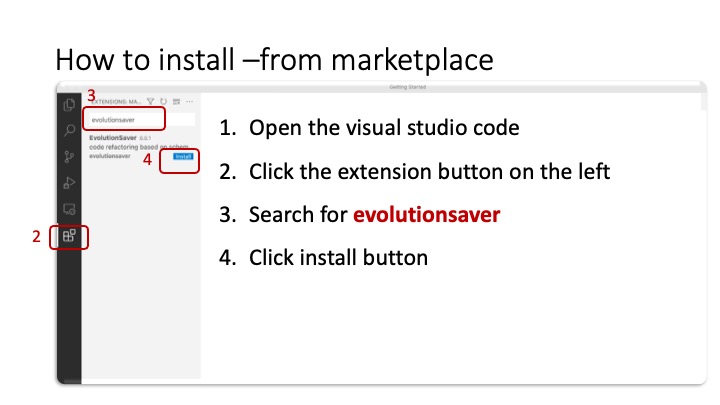 How to install –from marketplace
Getting Started
3
EXTENSIONS: MA...
evolutionsaver
EvolutionSaver 0.0.1
code refactoring based on schem
evolutionsaver
Install
4
2
1. Open the visual studio code
2. Click the extension button on the left
3. Search for evolutionsaver
4. Click install button